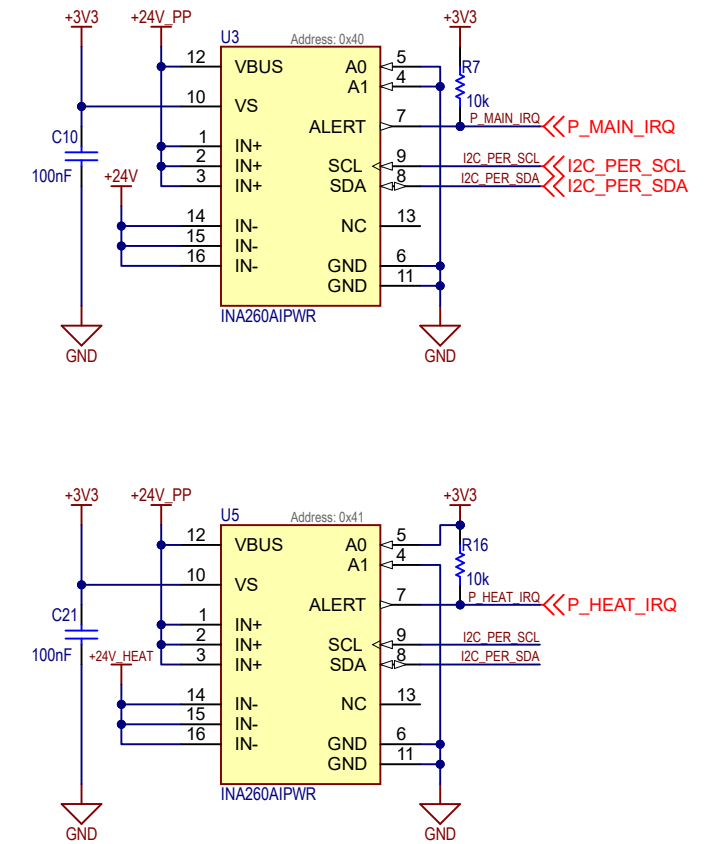 +3V3 +24V_PP +3V3
U3 Address: 0x40
12 VBUS A0 5
A1 4
R7
10 VS 10k
ALERT 7 P_MAIN_IRQ P_MAIN_IRQ
C10
100nF
1 IN+
2 IN+ SCL 9 I2C_PER_SCL I2C_PER_SCL
3 IN+ SDA 8 I2C_PER_SDA I2C_PER_SDA
+24V
14 IN- NC 13
15 IN-
16 IN- GND 6
GND 11
INA260AIPWR
GND GND
+3V3 +24V_PP +3V3
U5 Address: 0x41
12 VBUS A0 5
A1 4
R16
10 VS 10k
ALERT 7 P_HEAT_IRQ P_HEAT_IRQ
C21
100nF
1 IN+
2 IN+ SCL 9 I2C_PER_SCL
3 IN+ SDA 8 I2C_PER_SDA
+24V_HEAT
14 IN- NC 13
15 IN-
16 IN- GND 6
GND 11
INA260AIPWR
GND GND